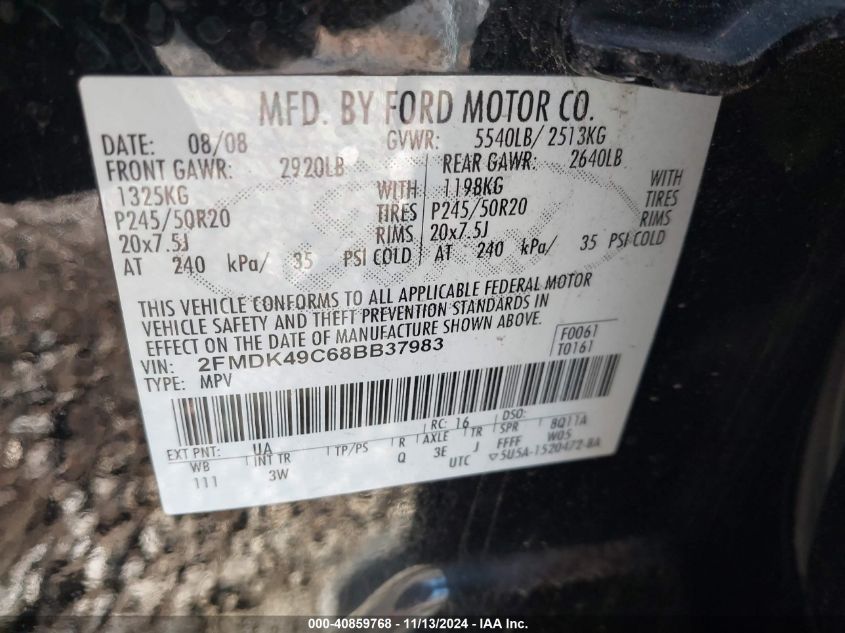 MFD. BY FORD MOTOR CO.
DATE: 08/08 GVWR: 5540LB/ 2513KG
FRONT GAWR: 2920LB REAR GAWR: 2640LB
1325KG WITH 1198KG WITH
P245/50R20 TIRES P245/50R20 TIRES
20x7.5J RIMS 20x7.5J RIMS
AT 240 kPa/ 35 PSI COLD AT 240 kPa/ 35 PSI COLD
THIS VEHICLE CONFORMS TO ALL APPLICABLE FEDERAL MOTOR
VEHICLE SAFETY AND THEFT PREVENTION STANDARDS IN
EFFECT ON THE DATE OF MANUFACTURE SHOWN ABOVE.
VIN: 2FMDK49C68BB37983 F0061
TYPE: MPV T0161
EXT PNT: UA RC: 16 DSO:
WB INT TR TP/PS R AXLE TR SPR 8Q11A
111 3W Q 3E J FFFF W05
UTC 5U5A-1520472-BA
000-40859768 - 11/13/2024 - IAA Inc.